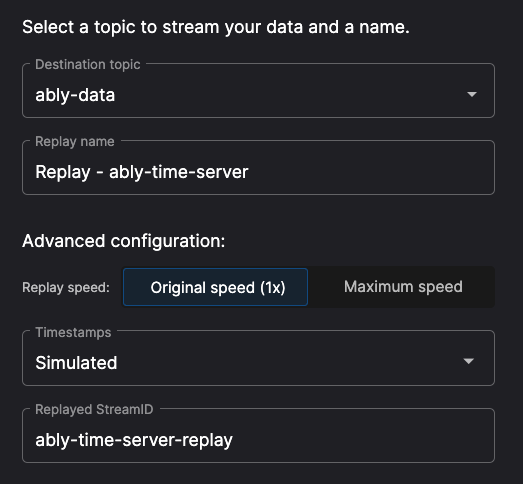 Select a topic to stream your data and a name.
Destination topic
ably-data
Replay name
Replay - ably-time-server
Advanced configuration:
Replay speed: Original speed (1x) Maximum speed
Timestamps
Simulated
Replayed StreamID
ably-time-server-replay